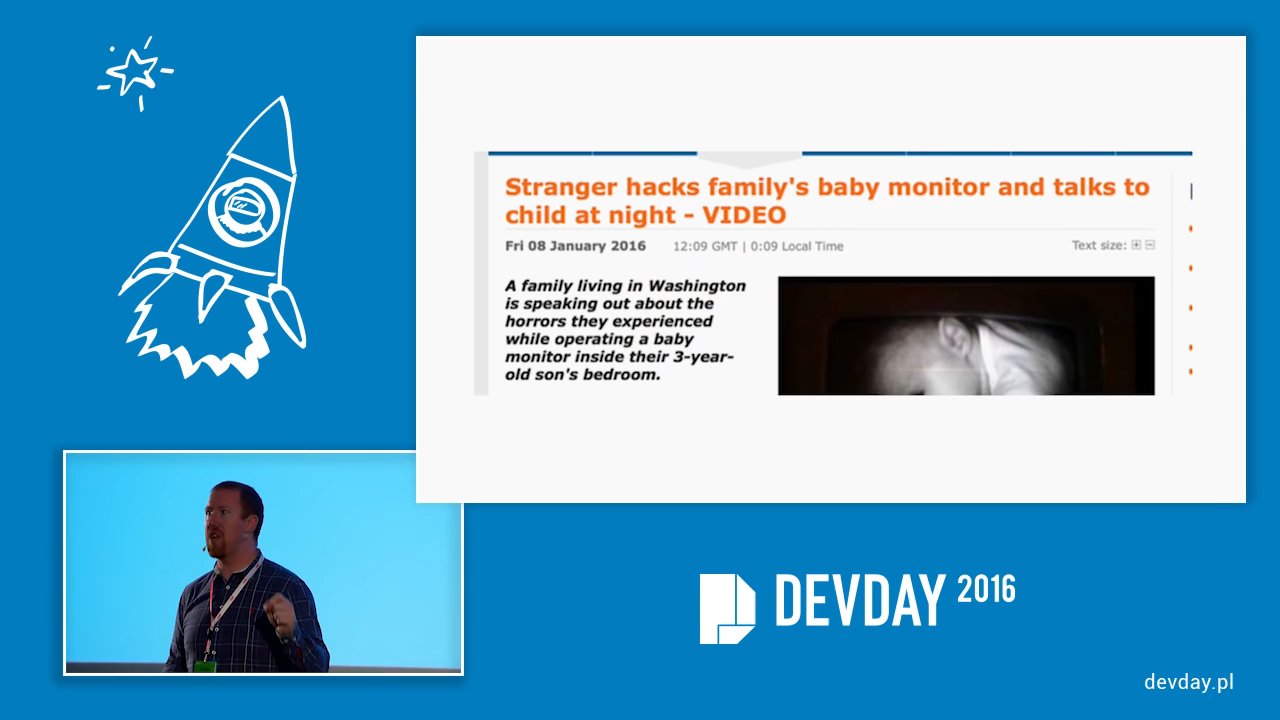 Stranger hacks family's baby monitor and talks to
child at night - VIDEO
Fri 08 January 2016 12:09 GMT | 0:09 Local Time Text size:
A family living in Washington
is speaking out about the
horrors they experienced
while operating a baby
monitor inside their 3-year-
old son's bedroom.
DEVDAY 2016
devday.pl